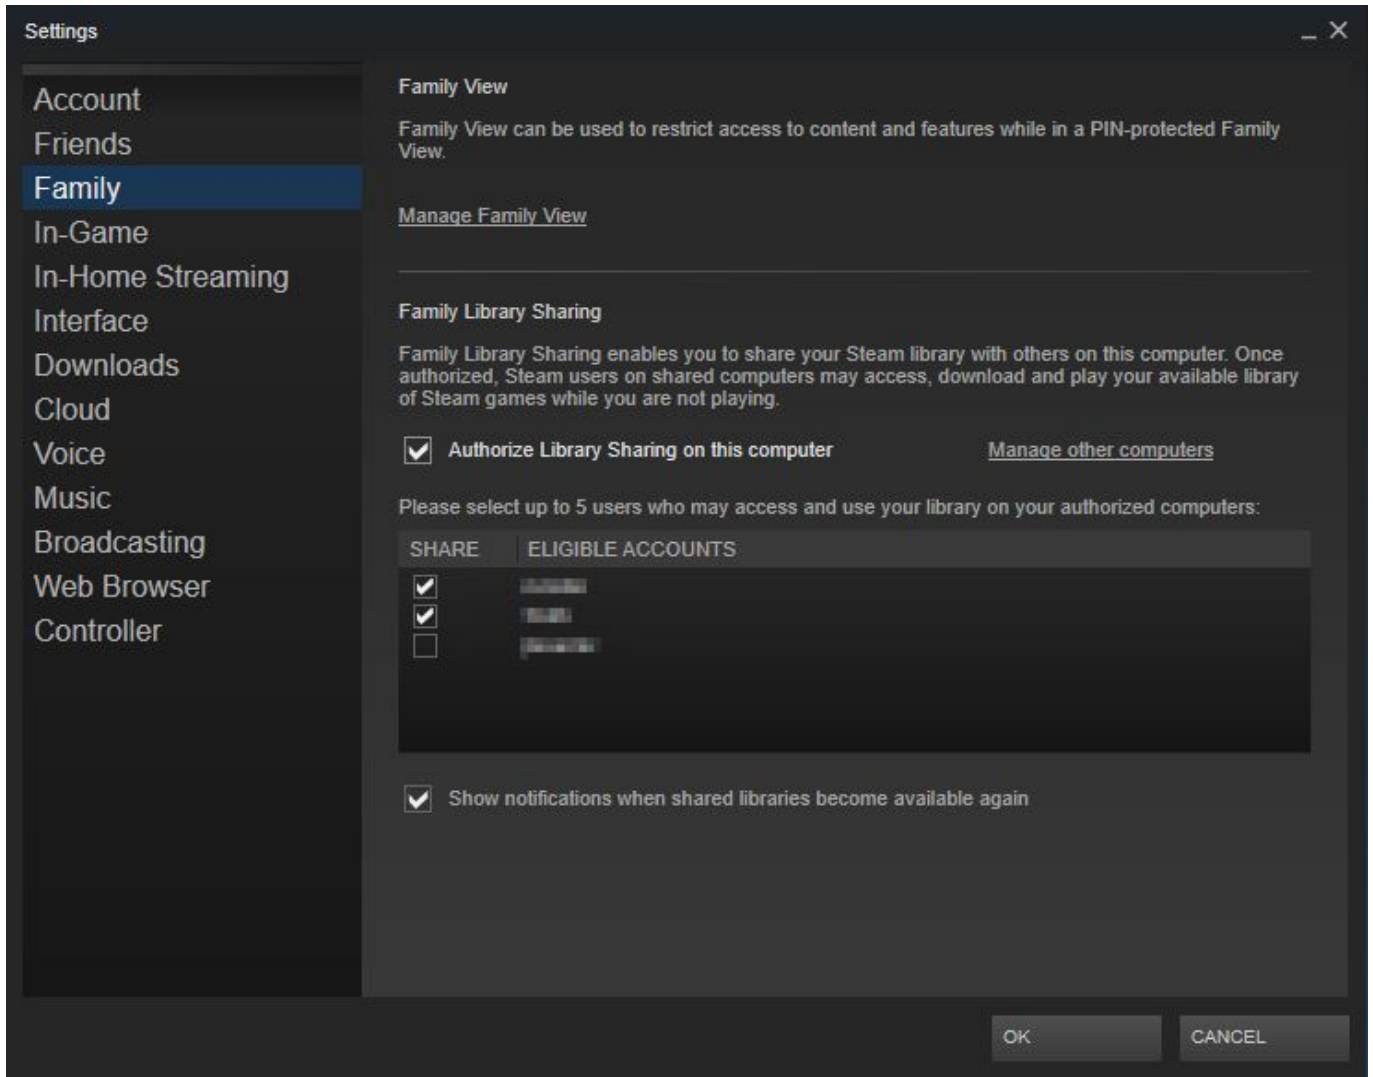 Settings
Account
Friends
Family
In-Game
In-Home Streaming
Interface
Downloads
Cloud
Voice
Music
Broadcasting
Web Browser
Controller
Family View
Family View can be used to restrict access to content and features while in a PIN-protected Family
View.
Manage Family View
Family Library Sharing
Family Library Sharing enables you to share your Steam library with others on this computer. Once
authorized, Steam users on shared computers may access, download and play your available library
of Steam games while you are not playing.
Authorize Library Sharing on this computer
Manage other computers
Please select up to 5 users who may access and use your library on your authorized computers:
SHARE ELIGIBLE ACCOUNTS
Show notifications when shared libraries become available again
OK CANCEL